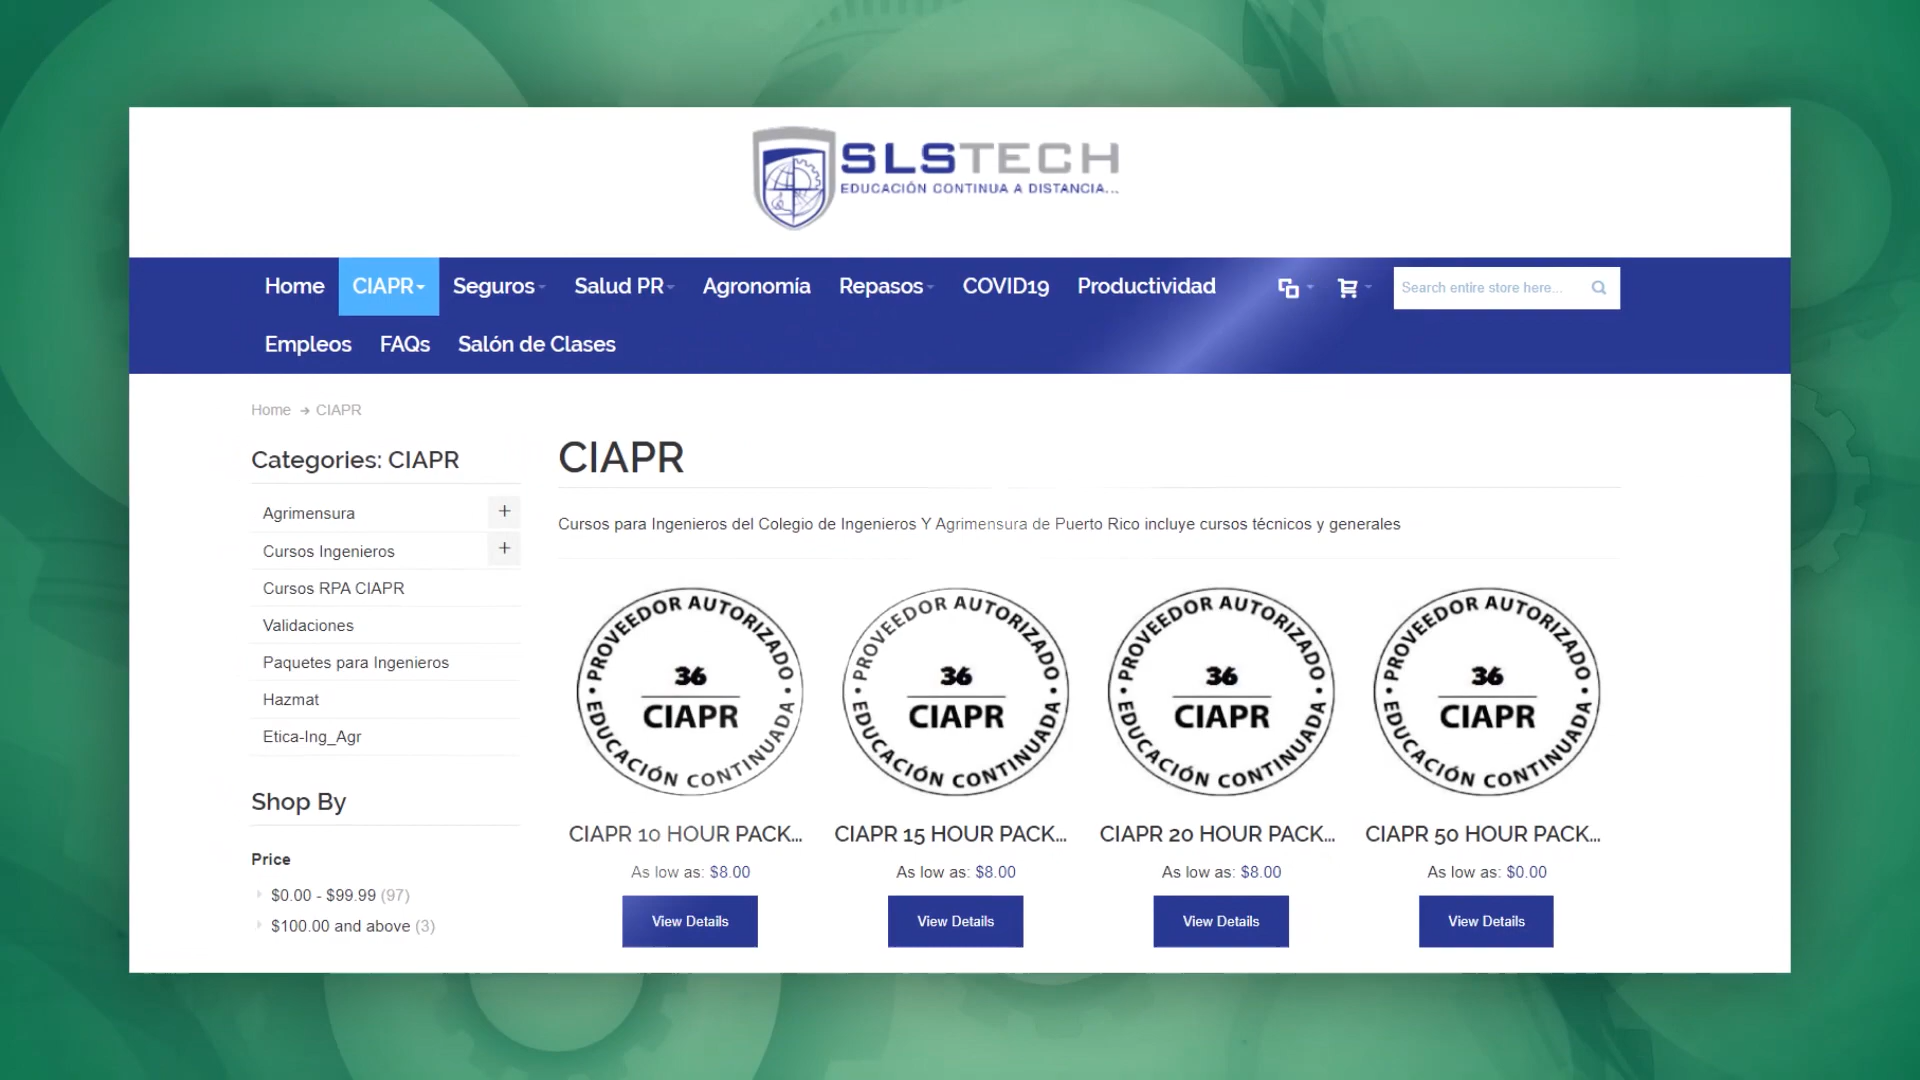 SLSTECH
EDUCACIÓN CONTINUA A DISTANCIA...
Home CIAPR Seguros Salud PR Agronomía Repasos COVID19 Productividad Search entire store here...
Empleos FAQs Salón de Clases
Home → CIAPR
Categories: CIAPR
Agrimensura +
Cursos Ingenieros +
Cursos RPA CIAPR
Validaciones
Paquetes para Ingenieros
Hazmat
Etica-Ing_Agr
Shop By
Price
$0.00 - $99.99 (97)
$100.00 and above (3)
CIAPR
Cursos para Ingenieros del Colegio de Ingenieros Y Agrimensura de Puerto Rico incluye cursos técnicos y generales
• PROVEEDOR AUTORIZADO •
36
CIAPR
EDUCACIÓN CONTINUADA
CIAPR 10 HOUR PACK...
As low as: $8.00
View Details
• PROVEEDOR AUTORIZADO •
36
CIAPR
EDUCACIÓN CONTINUADA
CIAPR 15 HOUR PACK...
As low as: $8.00
View Details
• PROVEEDOR AUTORIZADO •
36
CIAPR
EDUCACIÓN CONTINUADA
CIAPR 20 HOUR PACK...
As low as: $8.00
View Details
• PROVEEDOR AUTORIZADO •
36
CIAPR
EDUCACIÓN CONTINUADA
CIAPR 50 HOUR PACK...
As low as: $0.00
View Details